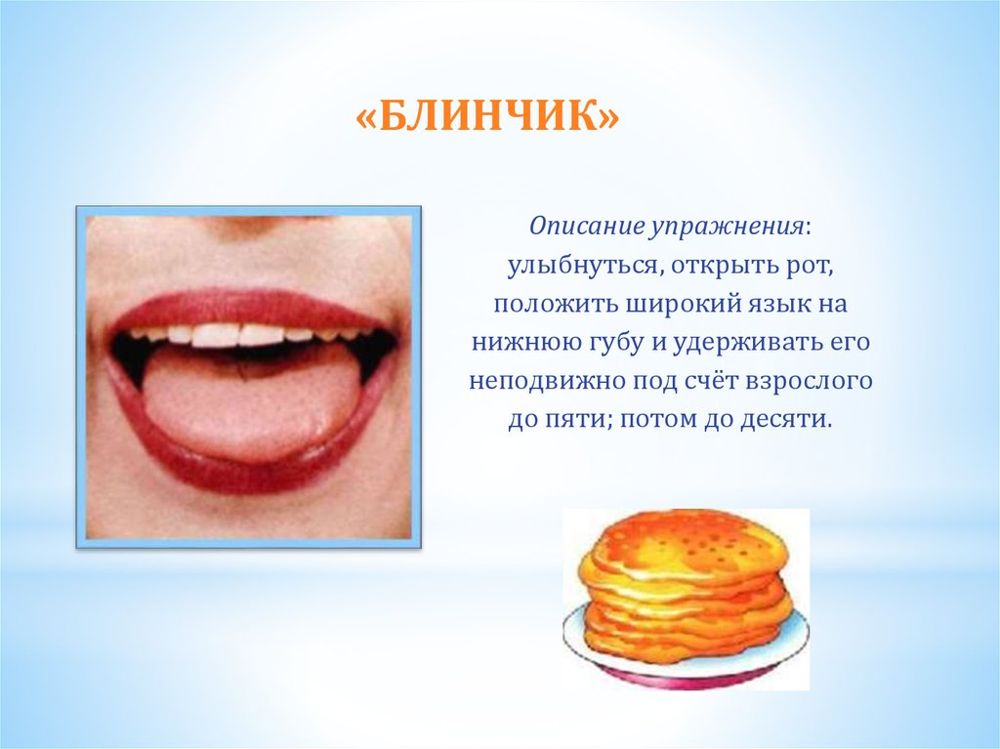 «БЛИНЧИК»
Описание упражнения:
улыбнуться, открыть рот,
положить широкий язык на
нижнюю губу и удерживать его
неподвижно под счёт взрослого
до пяти; потом до десяти.